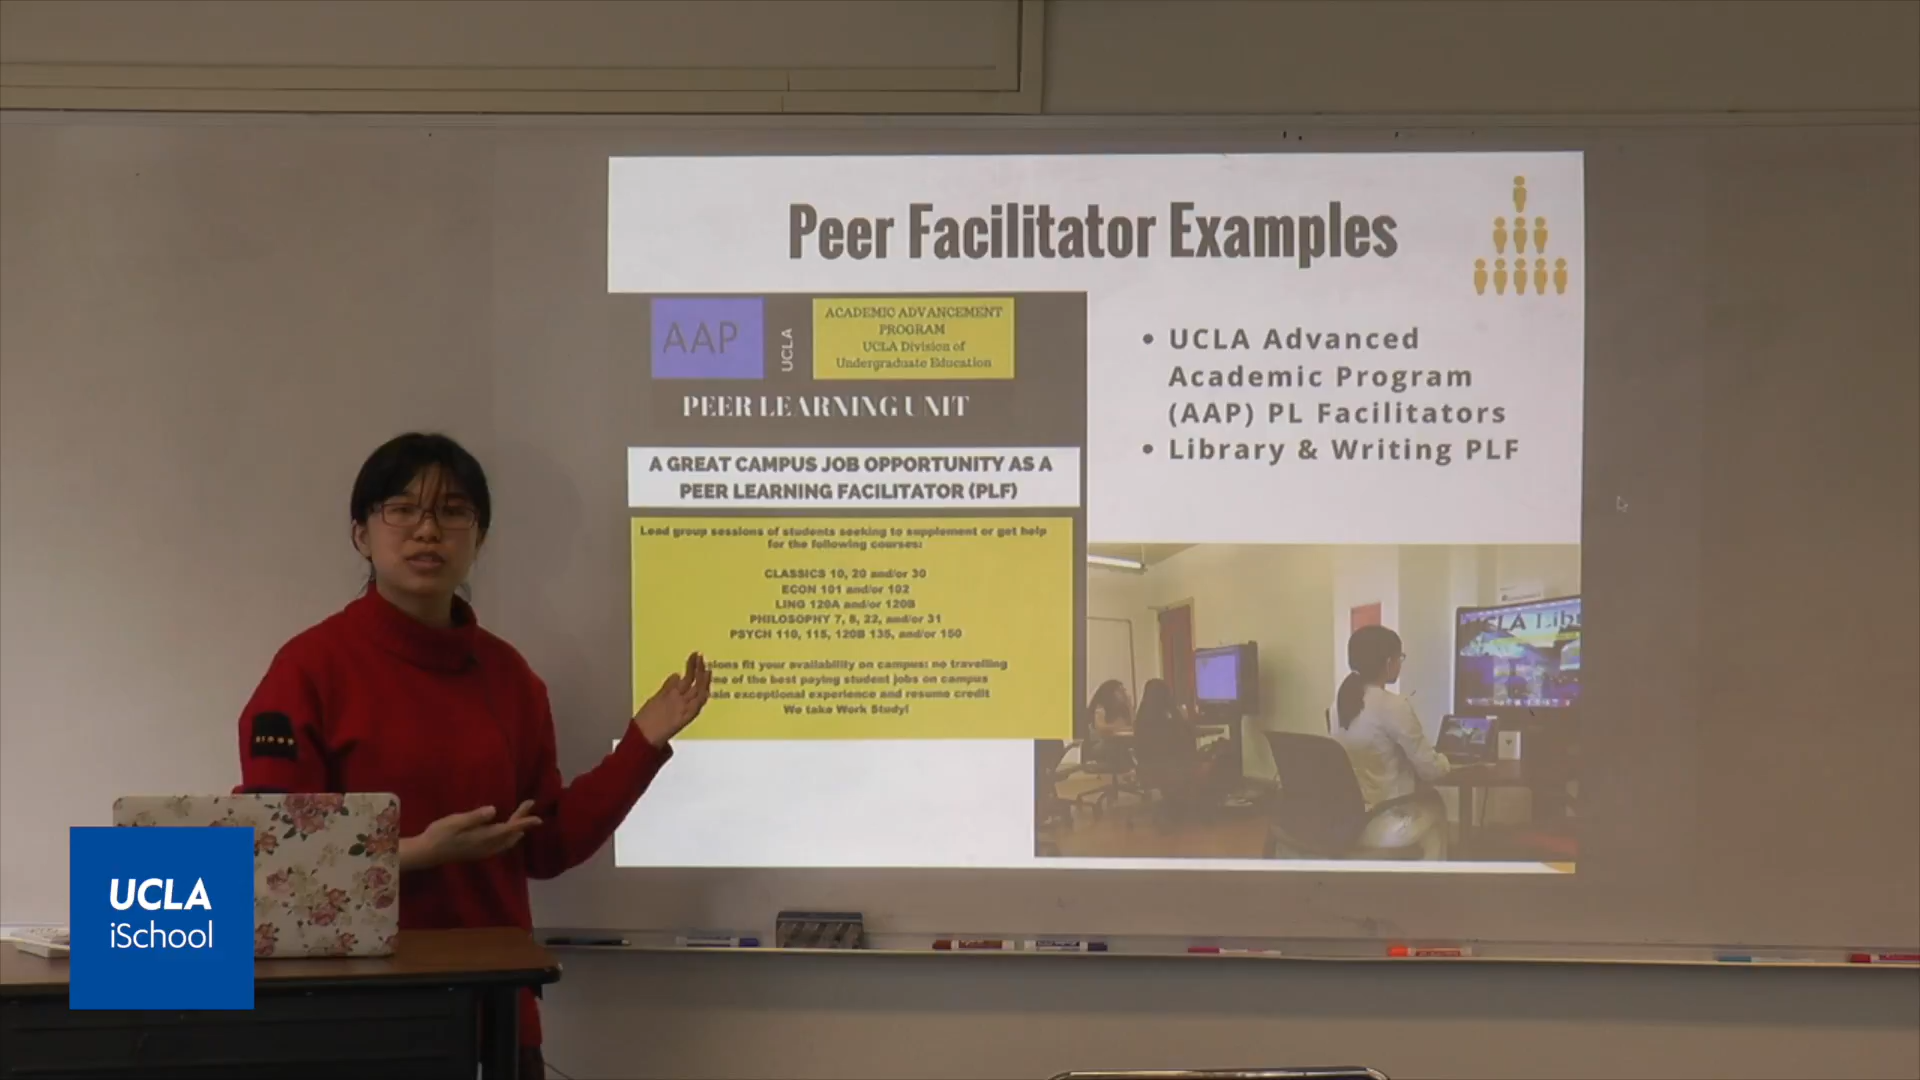 Peer Facilitator Examples
AAP
UCLA
ACADEMIC ADVANCEMENT
PROGRAM
UCLA Division of
Undergraduate Education
PEER LEARNING UNIT
A GREAT CAMPUS JOB OPPORTUNITY AS A
PEER LEARNING FACILITATOR (PLF)
Lead group sessions of students seeking to supplement or get help
for the following courses:
CLASSICS 10, 20 and/or 30
ECON 101 and/or 102
LING 120A and/or 120B
PHILOSOPHY 7, 8, 22, and/or 31
PSYCH 110, 115, 120B 135, and/or 150
fit your availability on campus: no travelling
of the best paying student jobs on campus
exceptional experience and resume credit
We take Work Study!
• UCLA Advanced
Academic Program
(AAP) PL Facilitators
• Library & Writing PLF
UCLA
iSchool